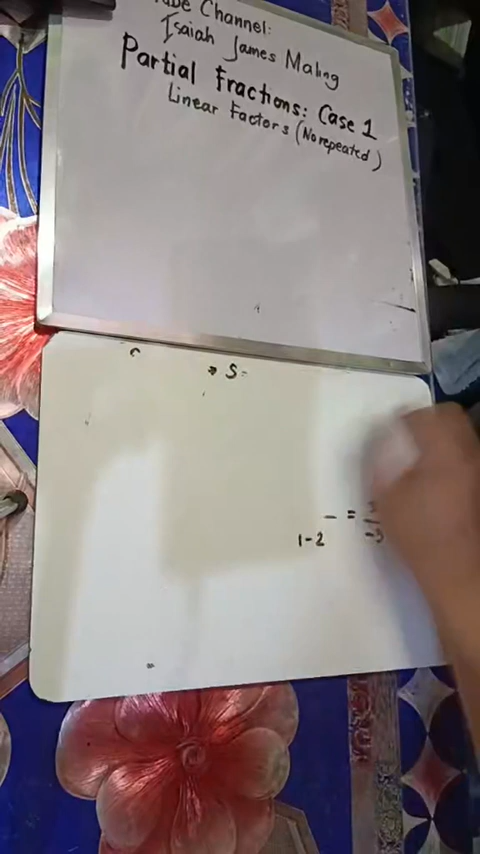 Channel:
Isaiah James Maling
Partial Fractions: Case 1
Linear Factors (No repeated)
S=
=
1-2